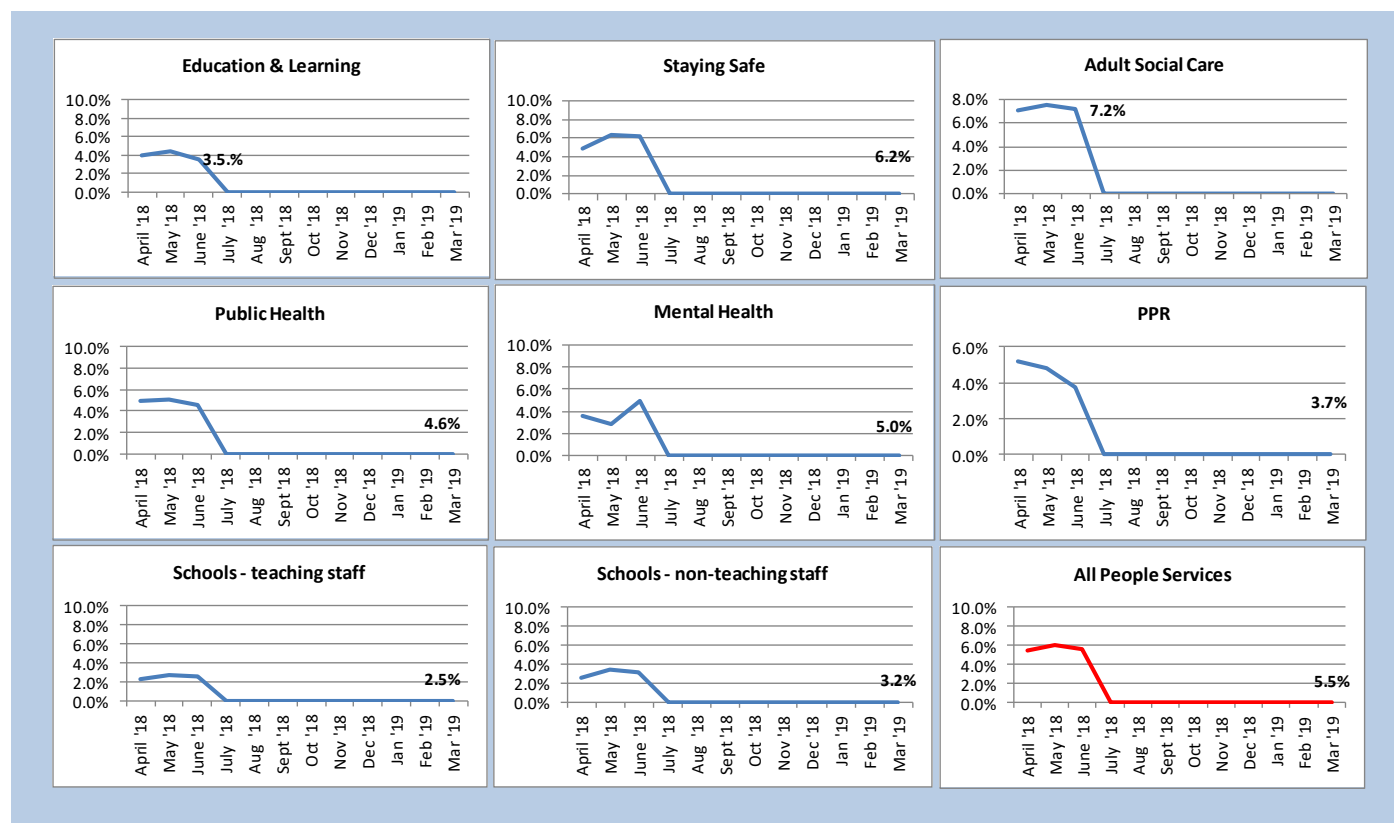 Education & Learning
10.0%
8.0%
6.0%
4.0%
2.0%
0.0%
3.5.%
April '18
May '18
June '18
July '18
Aug '18
Sept '18
Oct '18
Nov '18
Dec '18
Jan '19
Feb '19
Mar '19
Staying Safe
10.0%
8.0%
6.0%
4.0%
2.0%
0.0%
6.2%
April '18
May '18
June '18
July '18
Aug '18
Sept '18
Oct '18
Nov '18
Dec '18
Jan '19
Feb '19
Mar '19
Adult Social Care
8.0%
6.0%
4.0%
2.0%
0.0%
7.2%
April '18
May '18
June '18
July '18
Aug '18
Sept '18
Oct '18
Nov '18
Dec '18
Jan '19
Feb '19
Mar '19
Public Health
10.0%
8.0%
6.0%
4.0%
2.0%
0.0%
4.6%
April '18
May '18
June '18
July '18
Aug '18
Sept '18
Oct '18
Nov '18
Dec '18
Jan '19
Feb '19
Mar '19
Mental Health
10.0%
8.0%
6.0%
4.0%
2.0%
0.0%
5.0%
April '18
May '18
June '18
July '18
Aug '18
Sept '18
Oct '18
Nov '18
Dec '18
Jan '19
Feb '19
Mar '19
PPR
6.0%
4.0%
2.0%
0.0%
3.7%
April '18
May '18
June '18
July '18
Aug '18
Sept '18
Oct '18
Nov '18
Dec '18
Jan '19
Feb '19
Mar '19
Schools - teaching staff
10.0%
8.0%
6.0%
4.0%
2.0%
0.0%
2.5%
April '18
May '18
June '18
July '18
Aug '18
Sept '18
Oct '18
Nov '18
Dec '18
Jan '19
Feb '19
Mar '19
Schools - non-teaching staff
10.0%
8.0%
6.0%
4.0%
2.0%
0.0%
3.2%
April '18
May '18
June '18
July '18
Aug '18
Sept '18
Oct '18
Nov '18
Dec '18
Jan '19
Feb '19
Mar '19
All People Services
10.0%
8.0%
6.0%
4.0%
2.0%
0.0%
5.5%
April '18
May '18
June '18
July '18
Aug '18
Sept '18
Oct '18
Nov '18
Dec '18
Jan '19
Feb '19
Mar '19